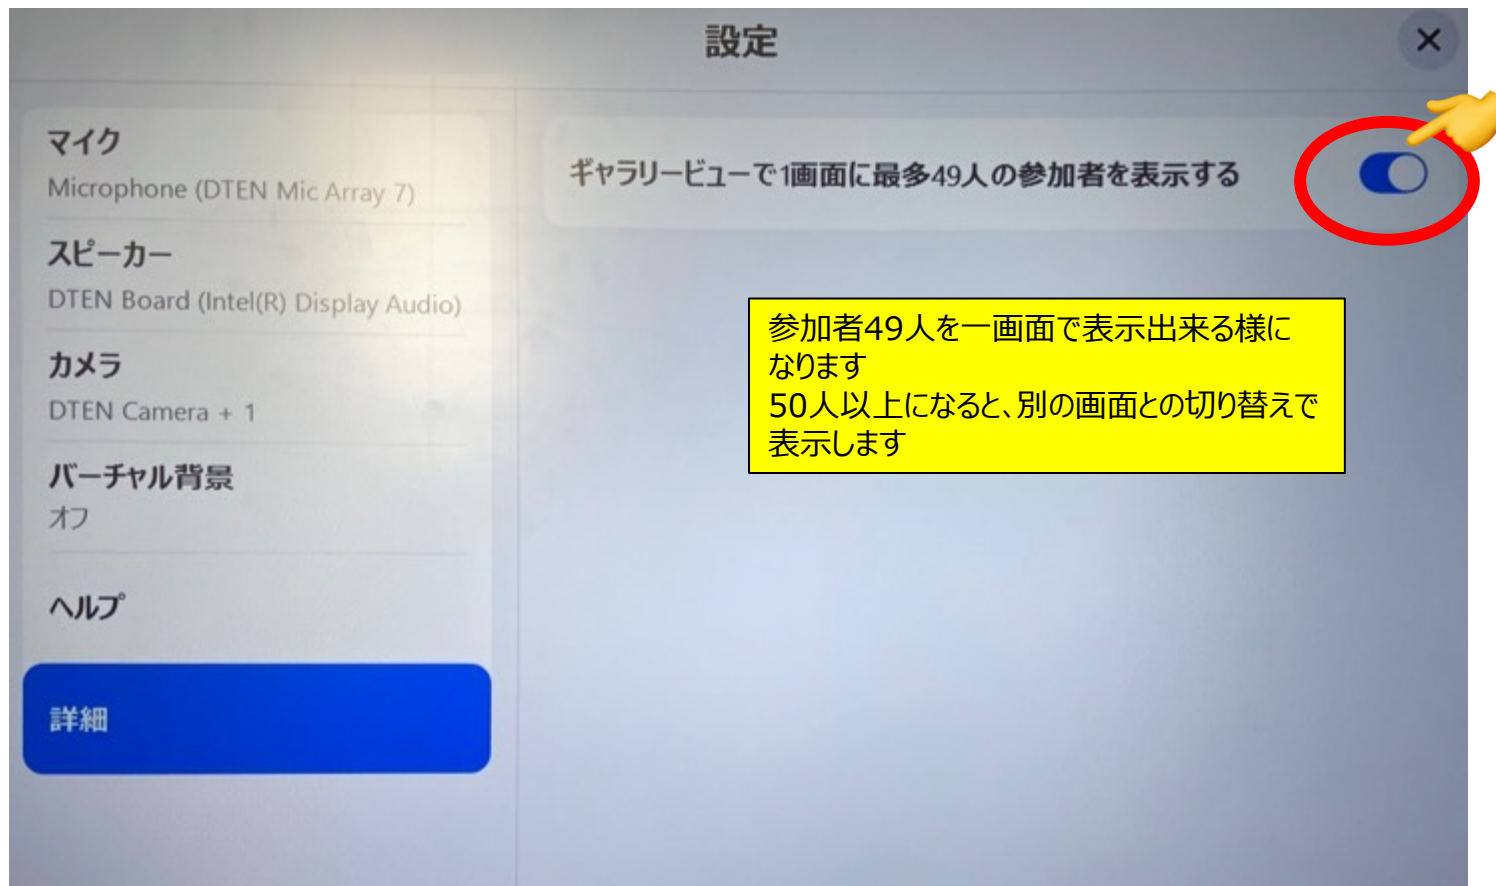 設定
マイク
Microphone (DTEN Mic Array 7)
スピーカー
DTEN Board (Intel(R) Display Audio)
カメラ
DTEN Camera + 1
バーチャル背景
オフ
ヘルプ
詳細
ギャラリービューで1画面に最多49人の参加者を表示する
参加者49人を一画面で表示出来る様に
なります
50人以上になると、別の画面との切り替えで
表示します